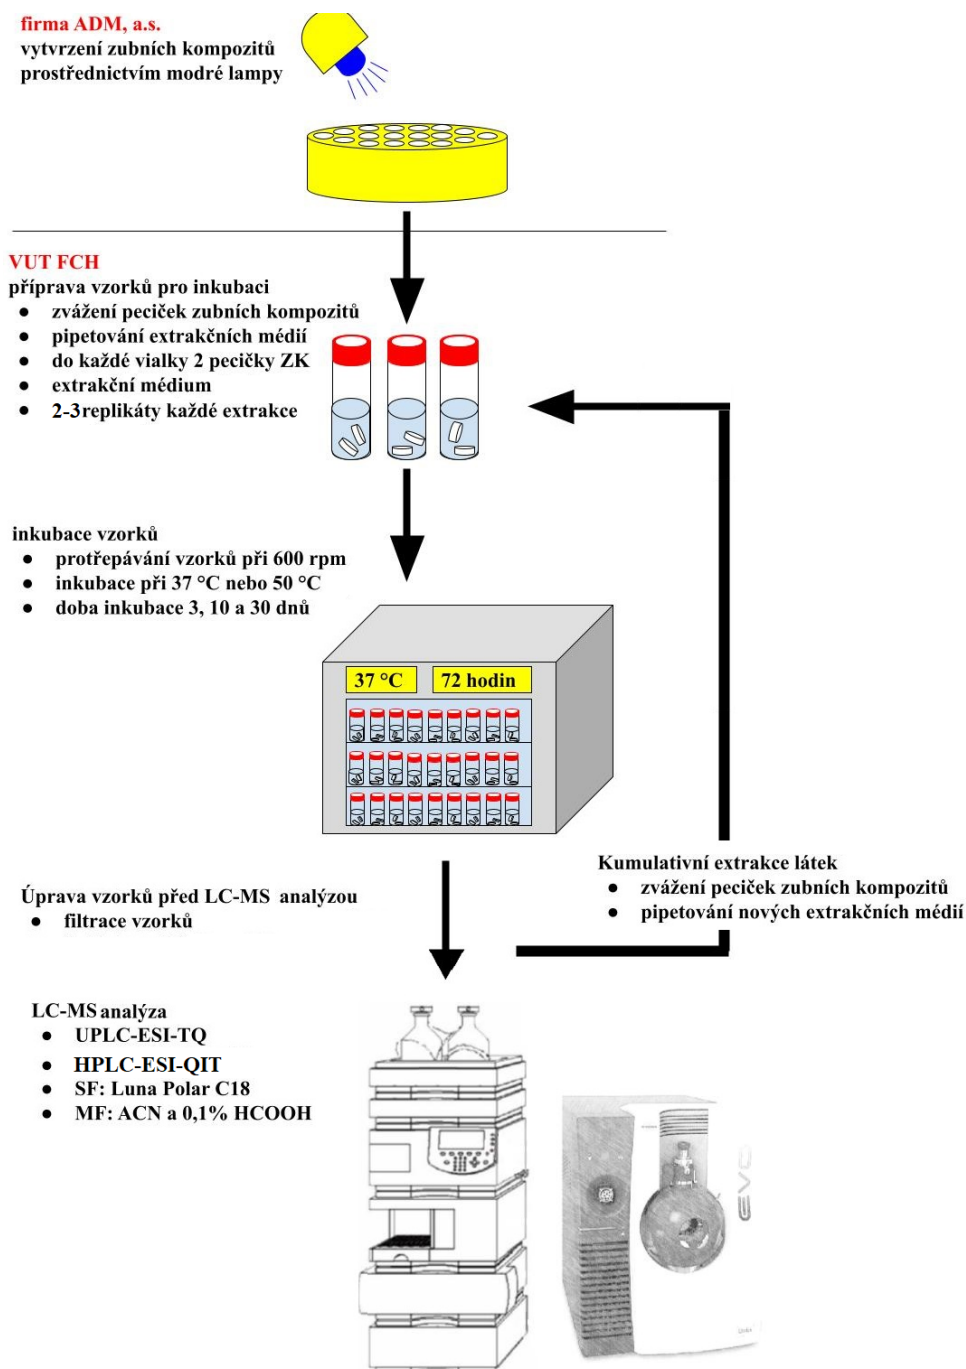 firma ADM, a.s.
vytvrzení zubních kompozitů
prostřednictvím modré lampy
VUT FCH
příprava vzorků pro inkubaci
● zvážení peciček zubních kompozitů
● pipetování extrakčních médií
● do každé vialky 2 pecičky ZK
● extrakční médium
● 2-3replikáty každé extrakce
inkubace vzorků
● protřepávání vzorků při 600 rpm
● inkubace při 37 °C nebo 50 °C
● doba inkubace 3, 10 a 30 dnů
37 °C
72 hodin
Kumulativní extrakce látek
● zvážení peciček zubních kompozitů
● pipetování nových extrakčních médií
Úprava vzorků před LC-MS analýzou
● filtrace vzorků
LC-MS analýza
● UPLC-ESI-TQ
● HPLC-ESI-QIT
● SF: Luna Polar C18
● MF: ACN a 0,1% HCOOH
EVO